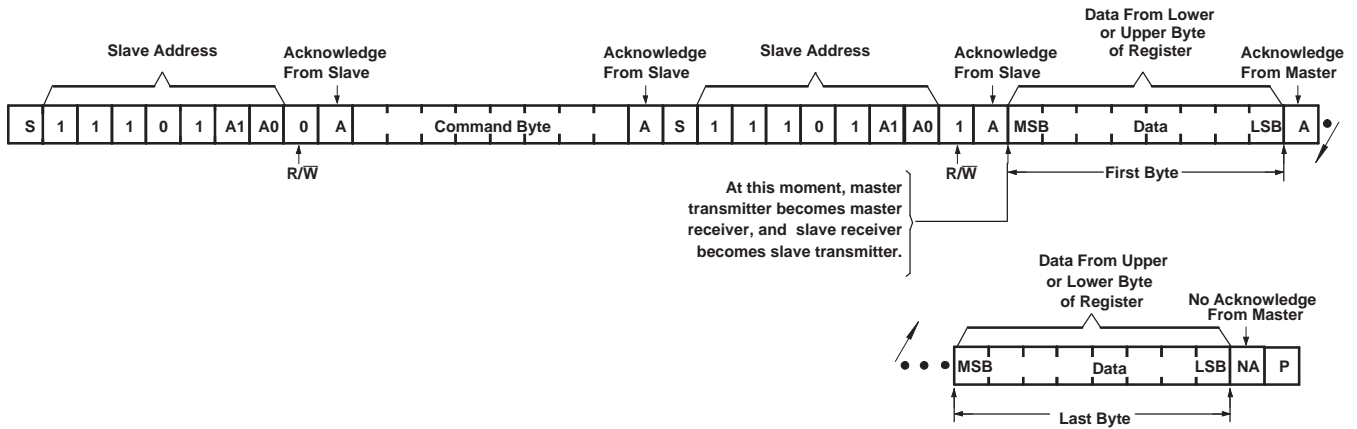 Data From Lower
or Upper Byte
of Register
Slave Address
Acknowledge
From Slave
Acknowledge
From Slave
Slave Address
Acknowledge
From Slave
Acknowledge
From Master
S 1 1 1 0 1 A1 A0 0 A Command Byte A S 1 1 1 0 1 A1 A0 1 A MSB Data LSB A
R/W̅
R/W̅
First Byte
At this moment, master
transmitter becomes master
receiver, and slave receiver
becomes slave transmitter.
Data From Upper
or Lower Byte
of Register
No Acknowledge
From Master
MSB Data LSB NA P
Last Byte